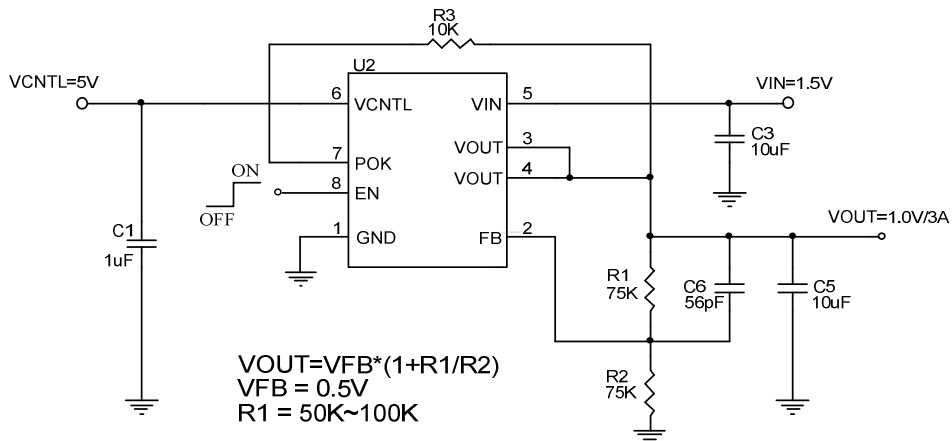 R3
10K
U2
VCNTL=5V
6
VCNTL
VIN
5
VIN=1.5V
C3
10uF
VOUT
3
7
POK
VOUT
4
ON
OFF
8
EN
VOUT=1.0V/3A
1
GND
FB
2
C1
1uF
R1
75K
C6
56pF
C5
10uF
VOUT=VFB*(1+R1/R2)
VFB = 0.5V
R1 = 50K~100K
R2
75K